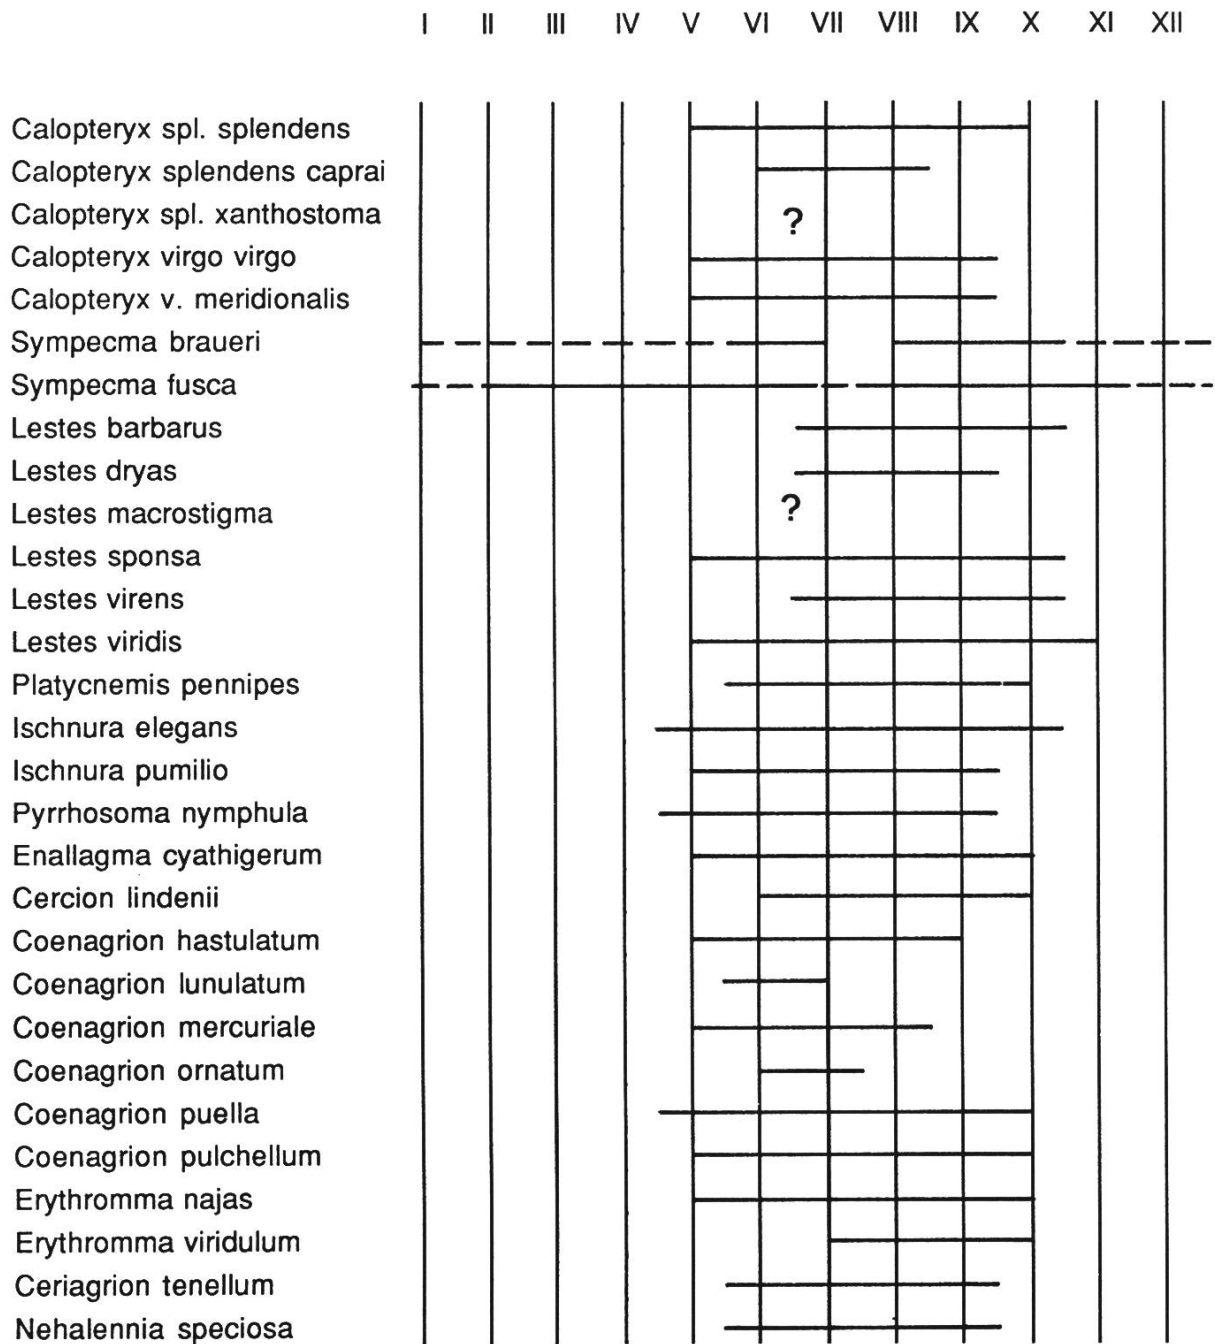 I II III IV V VI VII VIII IX X XI XII
Calopteryx spl. splendens
Calopteryx splendens caprai
Calopteryx spl. xanthostoma ?
Calopteryx virgo virgo
Calopteryx v. meridionalis
Sympecma braueri
Sympecma fusca
Lestes barbarus
Lestes dryas
Lestes macrostigma ?
Lestes sponsa
Lestes virens
Lestes viridis
Platycnemis pennipes
Ischnura elegans
Ischnura pumilio
Pyrrhosoma nymphula
Enallagma cyathigerum
Cercion lindenii
Coenagrion hastulatum
Coenagrion lunulatum
Coenagrion mercuriale
Coenagrion ornatum
Coenagrion puella
Coenagrion pulchellum
Erythromma najas
Erythromma viridulum
Ceriagrion tenellum
Nehalennia speciosa